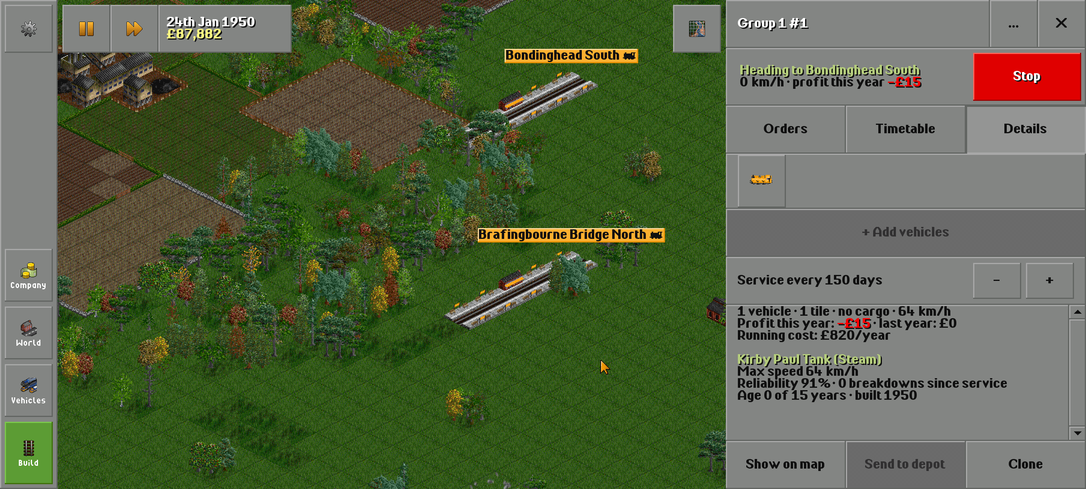 24th Jan 1950
£87,882
Company
World
Vehicles
Build
Bondinghead South
Brafingbourne Bridge North
Group 1 #1
...
Heading to Bondinghead South
0 km/h · profit this year -£15
Stop
Orders
Timetable
Details
+ Add vehicles
Service every 150 days
-
+
1 vehicle · 1 tile · no cargo · 64 km/h
Profit this year: -£15 · last year: £0
Running cost: £820/year
Kirby Paul Tank (Steam)
Max speed 64 km/h
Reliability 91% · 0 breakdowns since service
Age 0 of 15 years · built 1950
Show on map
Send to depot
Clone